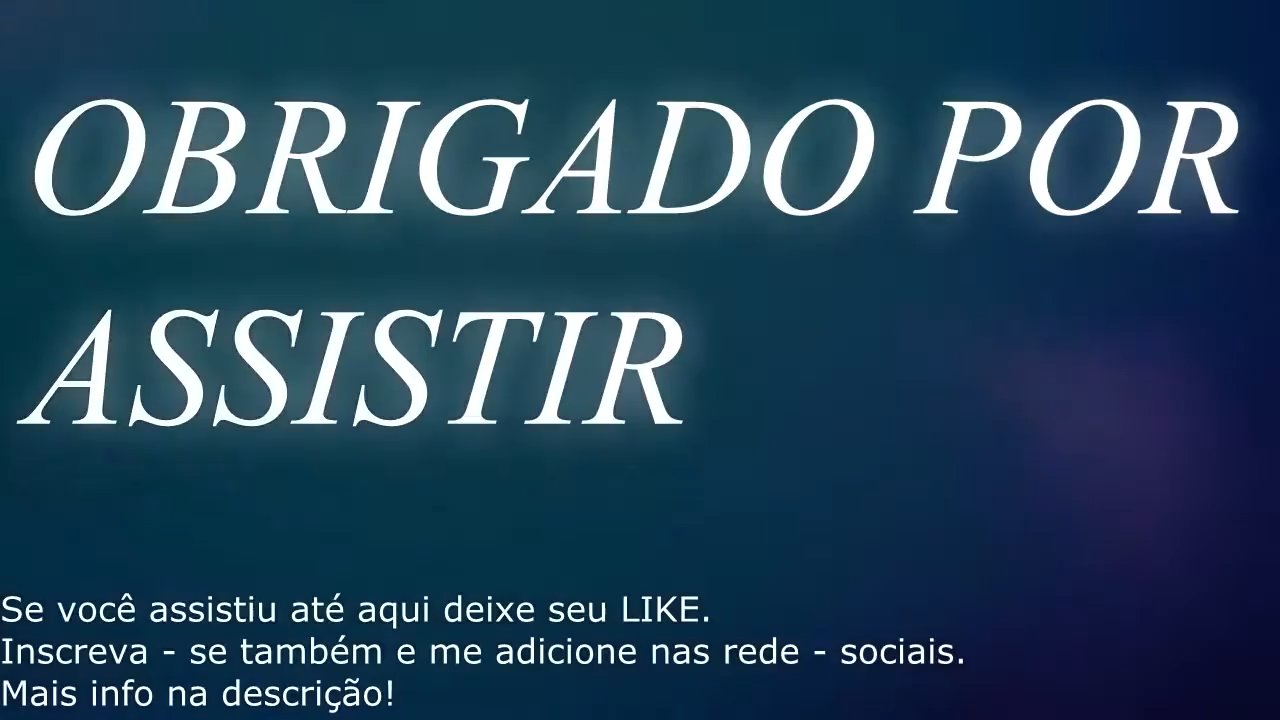 OBRIGADO POR
ASSISTIR
Se você assistiu até aqui deixe seu LIKE.
Inscreva - se também e me adicione nas rede - sociais.
Mais info na descrição!